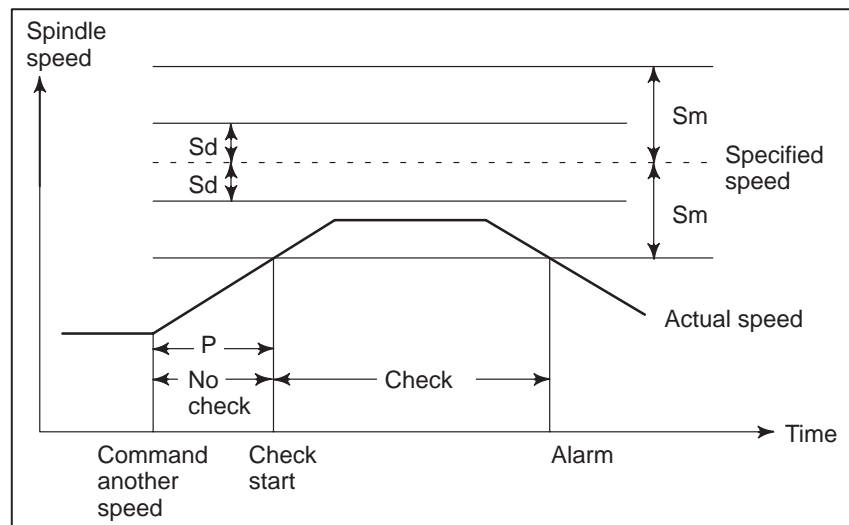 Spindle
speed
Sd
Sd
Sm
Specified
speed
Sm
Actual speed
P
No
check
Check
Time
Command
another
speed
Check
start
Alarm